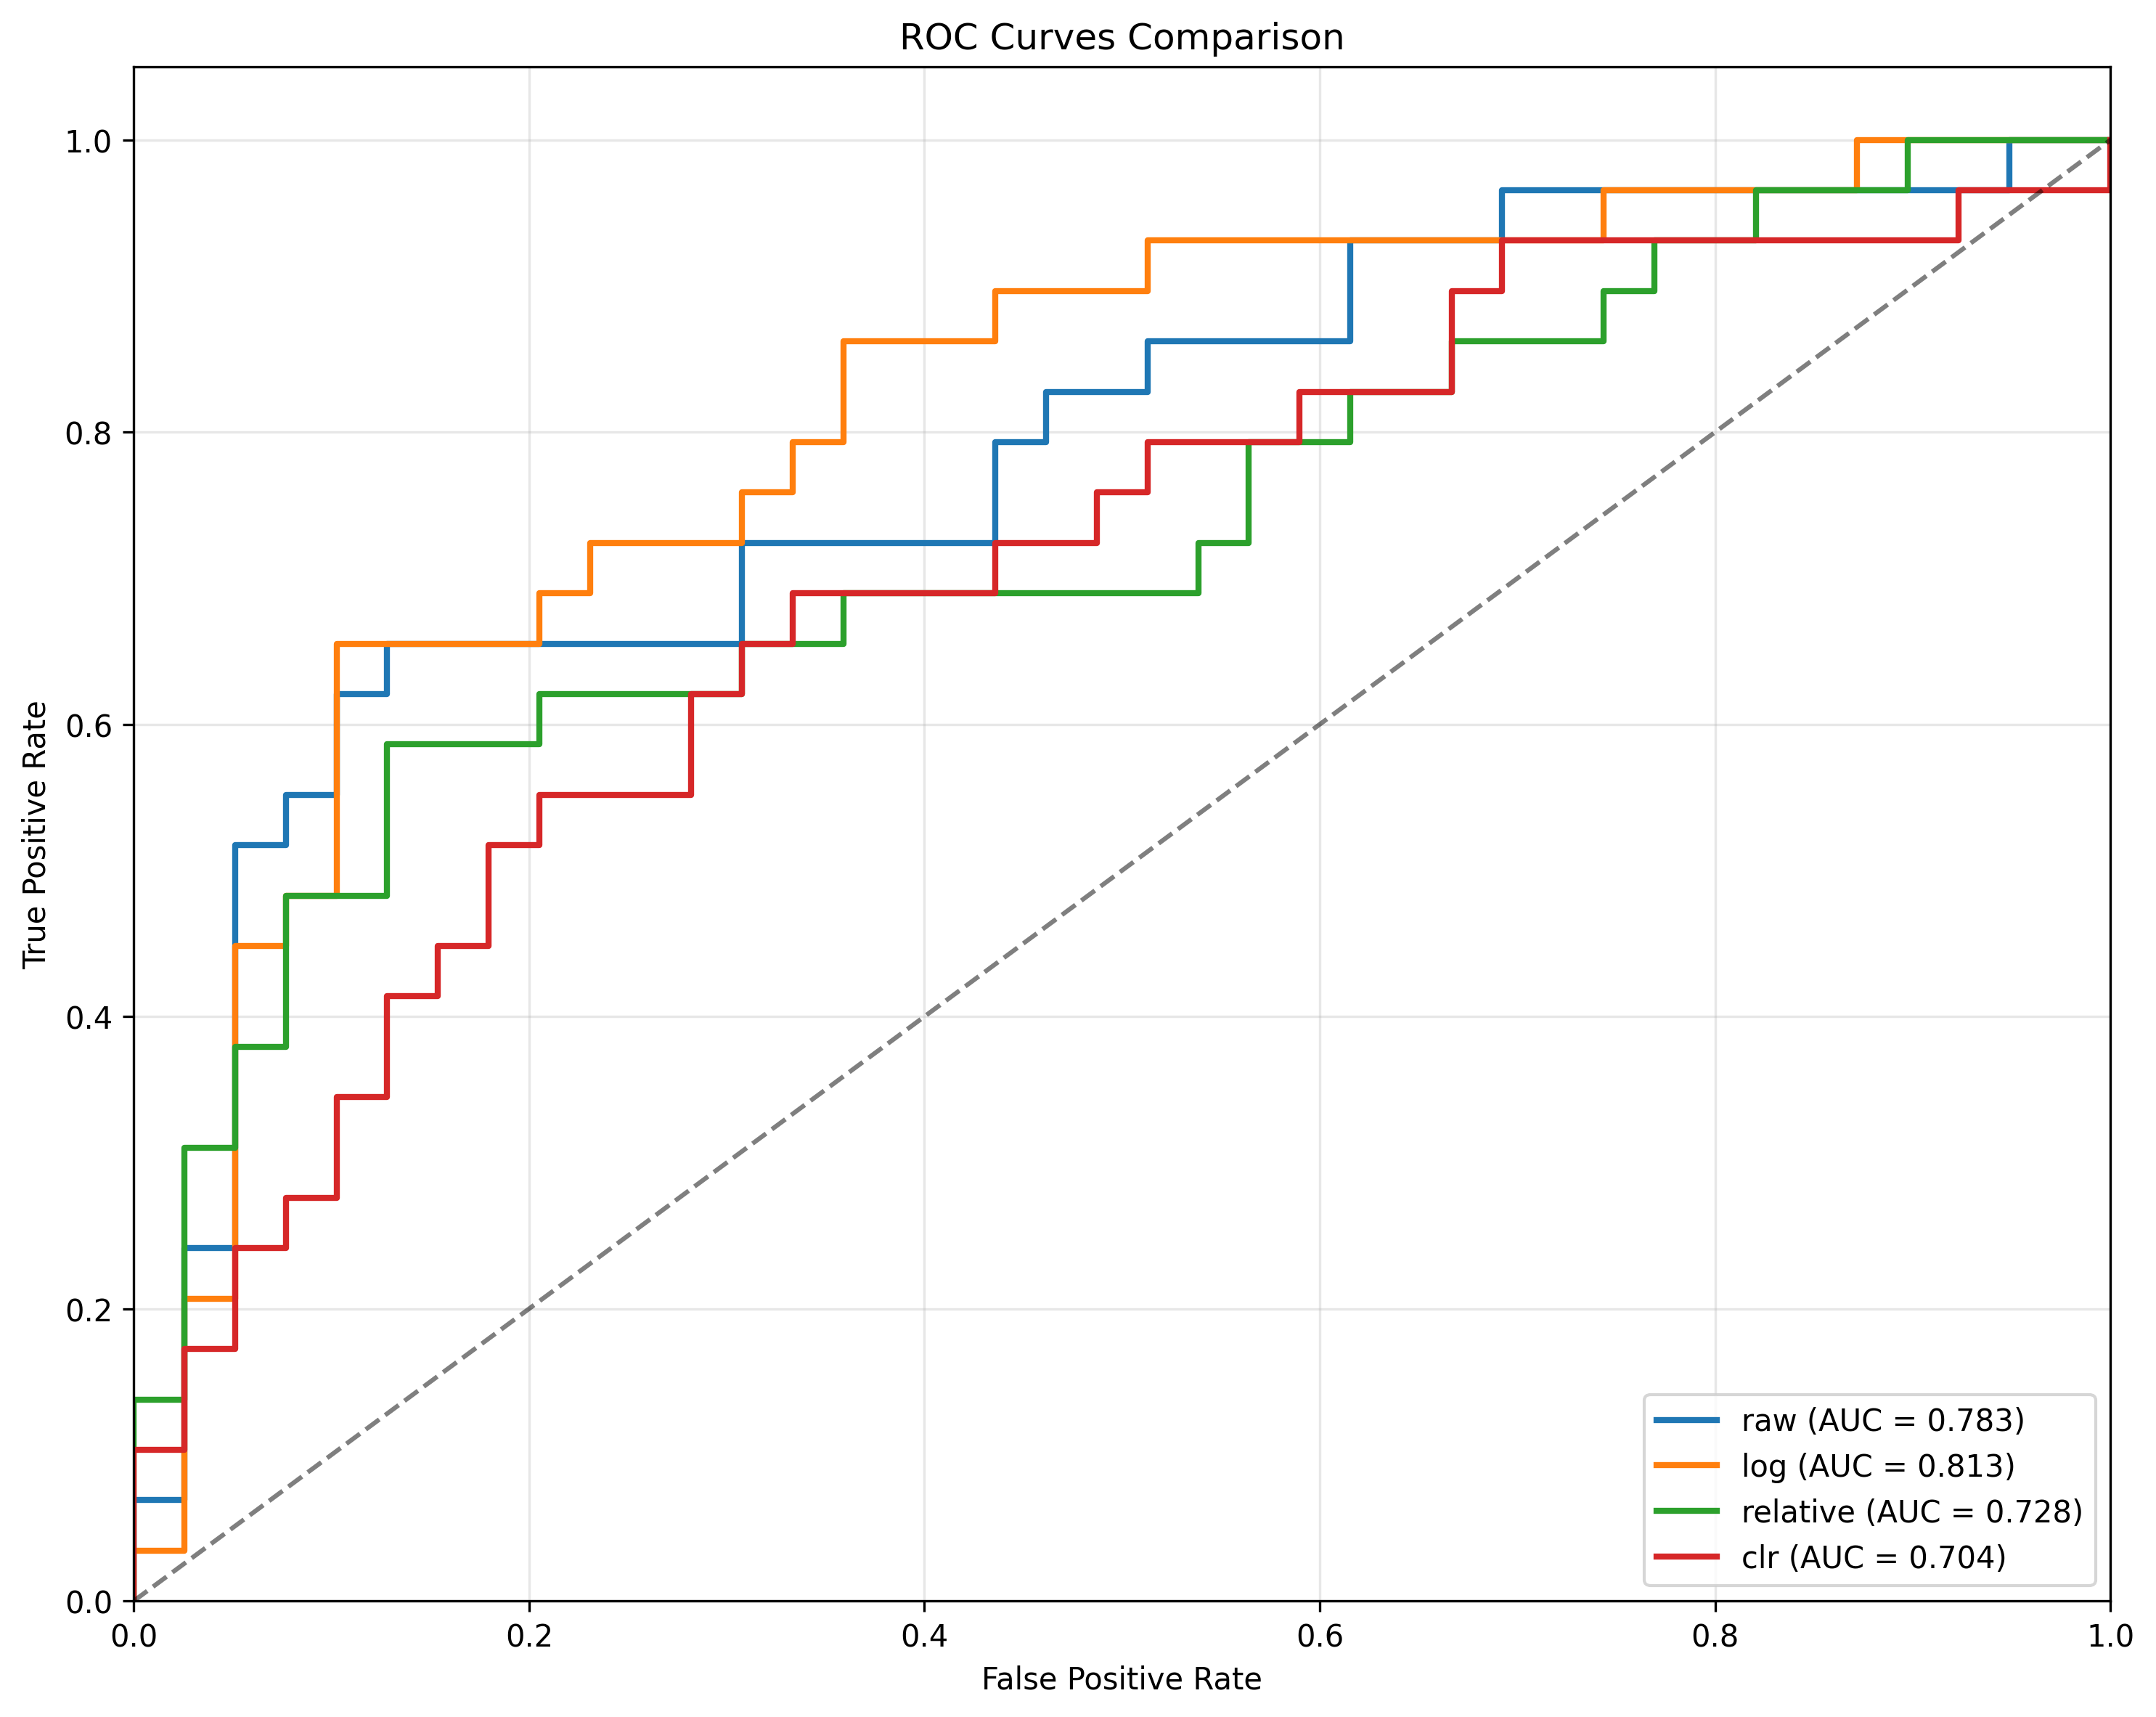 ROC Curves Comparison
True Positive Rate
1.0
0.8
0.6
0.4
0.2
0.0
0.0 0.2 0.4 0.6 0.8 1.0
False Positive Rate
raw (AUC = 0.783)
log (AUC = 0.813)
relative (AUC = 0.728)
clr (AUC = 0.704)